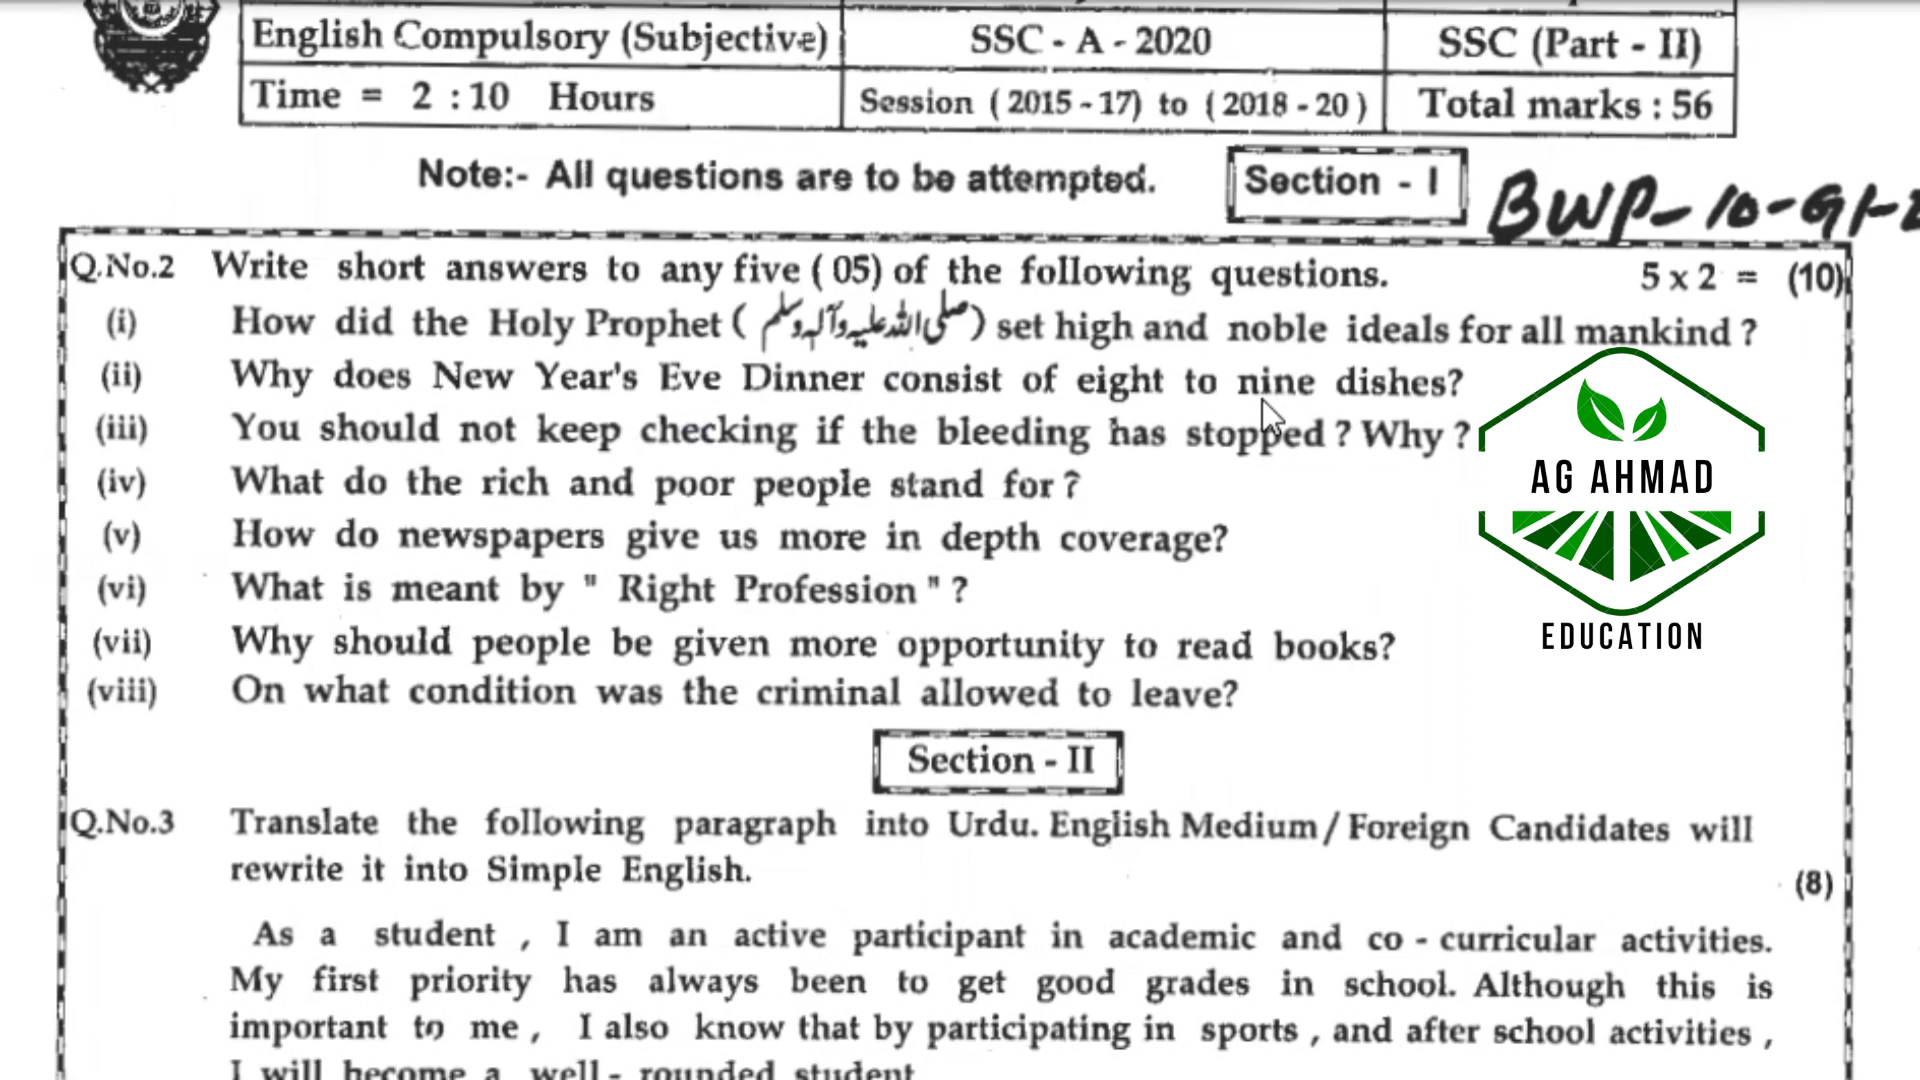 English Compulsory (Subjective) SSC - A - 2020 SSC (Part - II)
Time = 2 : 10 Hours Session ( 2015 - 17) to ( 2018 - 20 ) Total marks : 56
Note:- All questions are to be attempted. Section - I
BWP-10-G1-
Q.No.2 Write short answers to any five ( 05) of the following questions. 5 x 2 = (10)
(i) How did the Holy Prophet ( صلی اللہ علیہ وآلہ وسلم ) set high and noble ideals for all mankind ?
(ii) Why does New Year's Eve Dinner consist of eight to nine dishes?
(iii) You should not keep checking if the bleeding has stopped ? Why ?
(iv) What do the rich and poor people stand for ?
(v) How do newspapers give us more in depth coverage?
(vi) What is meant by " Right Profession " ?
(vii) Why should people be given more opportunity to read books?
(viii) On what condition was the criminal allowed to leave?
AG AHMAD
EDUCATION
Section - II
Q.No.3 Translate the following paragraph into Urdu. English Medium / Foreign Candidates will
rewrite it into Simple English.
(8)
As a student , I am an active participant in academic and co - curricular activities.
My first priority has always been to get good grades in school. Although this is
important to me , I also know that by participating in sports , and after school activities ,
I will become a well - rounded student